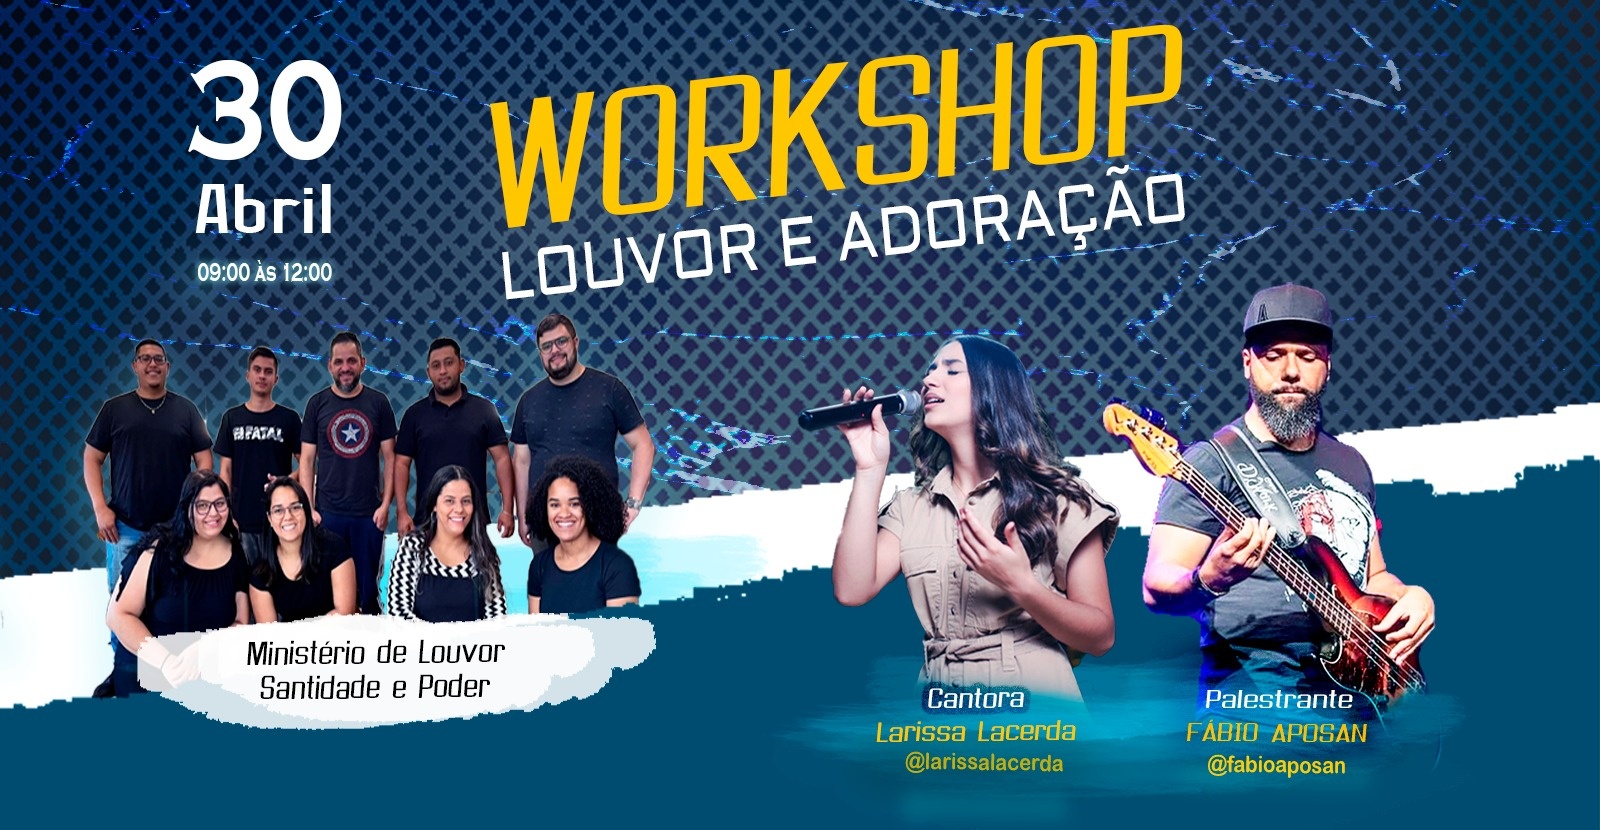 30
Abril
09:00 ÀS 12:00
WORKSHOP
LOUVOR E ADORAÇÃO
FATAL
Ministério de Louvor
Santidade e Poder
Cantora
Larissa Lacerda
@larissalacerda
Palestrante
FÁBIO APOSAN
@fabioaposan